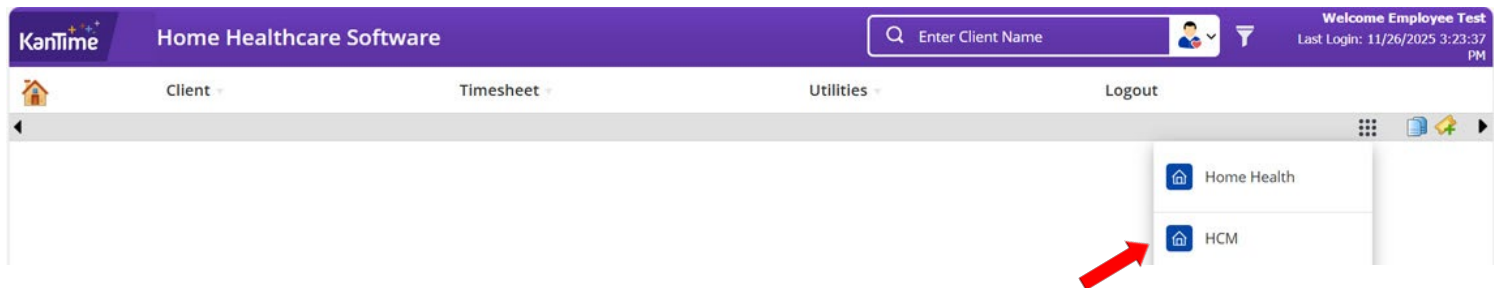 KanTime
Home Healthcare Software
Enter Client Name
Welcome Employee Test
Last Login: 11/26/2025 3:23:37
PM
Client
Timesheet
Utilities
Logout
Home Health
HCM